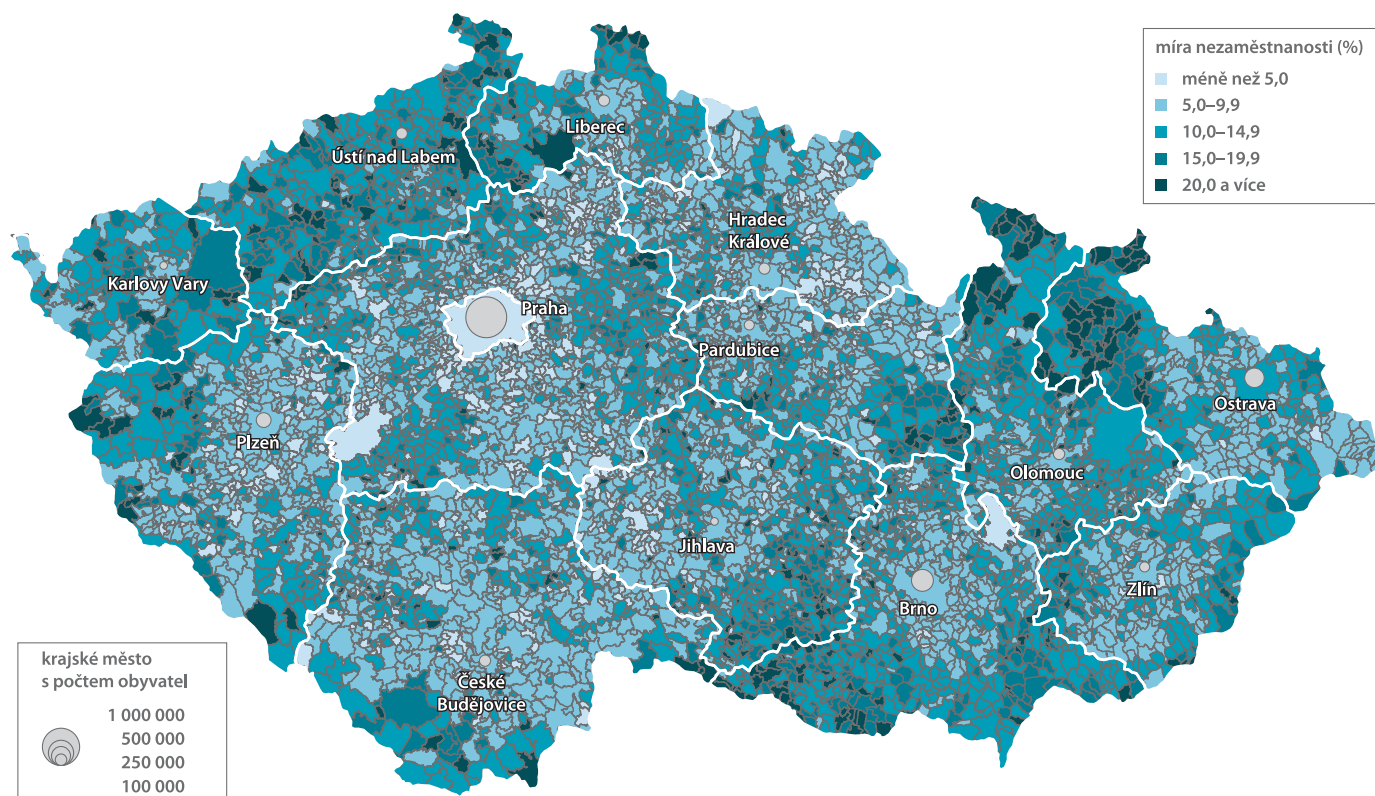 míra nezaměstnanosti (%)
méně než 5,0
5,0–9,9
10,0–14,9
15,0–19,9
20,0 a více
Liberec
Ústí nad Labem
Hradec
Králové
Karlovy Vary
Praha
Pardubice
Ostrava
Plzeň
Olomouc
Jihlava
Zlín
Brno
České
Budějovice
krajské město
s počtem obyvatel
1 000 000
500 000
250 000
100 000